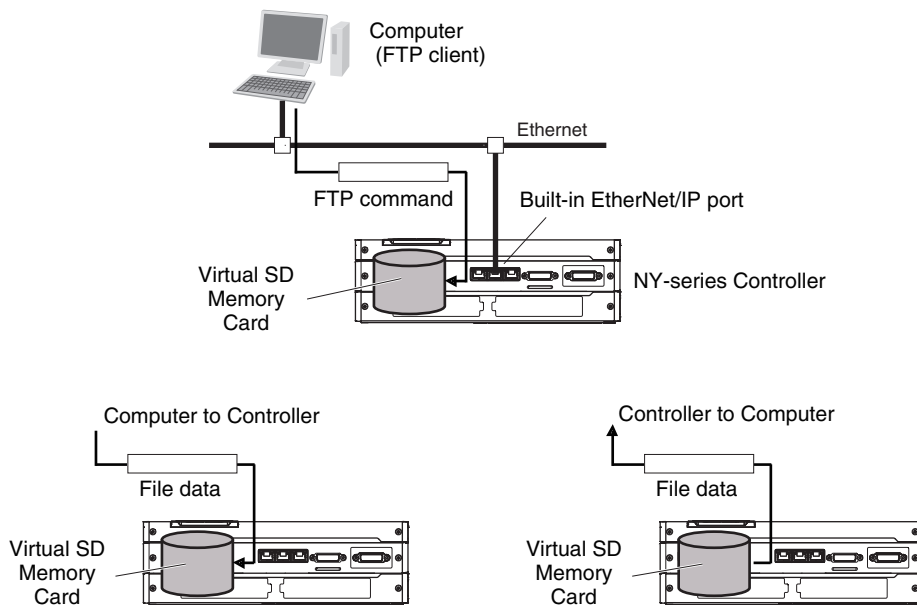 Computer
(FTP client)
Ethernet
FTP command
Built-in EtherNet/IP port
Virtual SD
Memory
Card
NY-series Controller
Computer to Controller
File data
Virtual SD
Memory
Card
Controller to Computer
File data
Virtual SD
Memory
Card